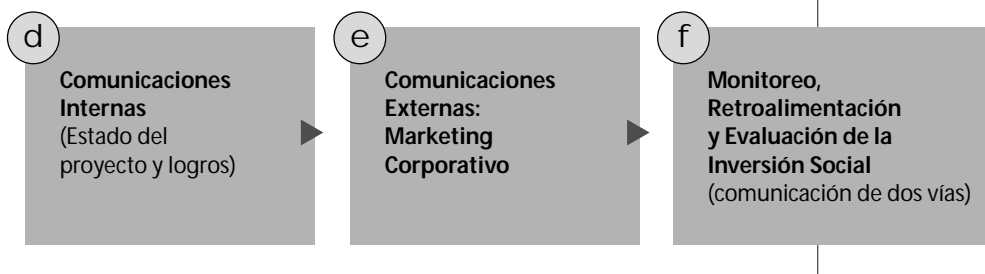 d
Comunicaciones
Internas
(Estado del
proyecto y logros)
e
Comunicaciones
Externas:
Marketing
Corporativo
f
Monitoreo,
Retroalimentación
y Evaluación de la
Inversión Social
(comunicación de dos vías)